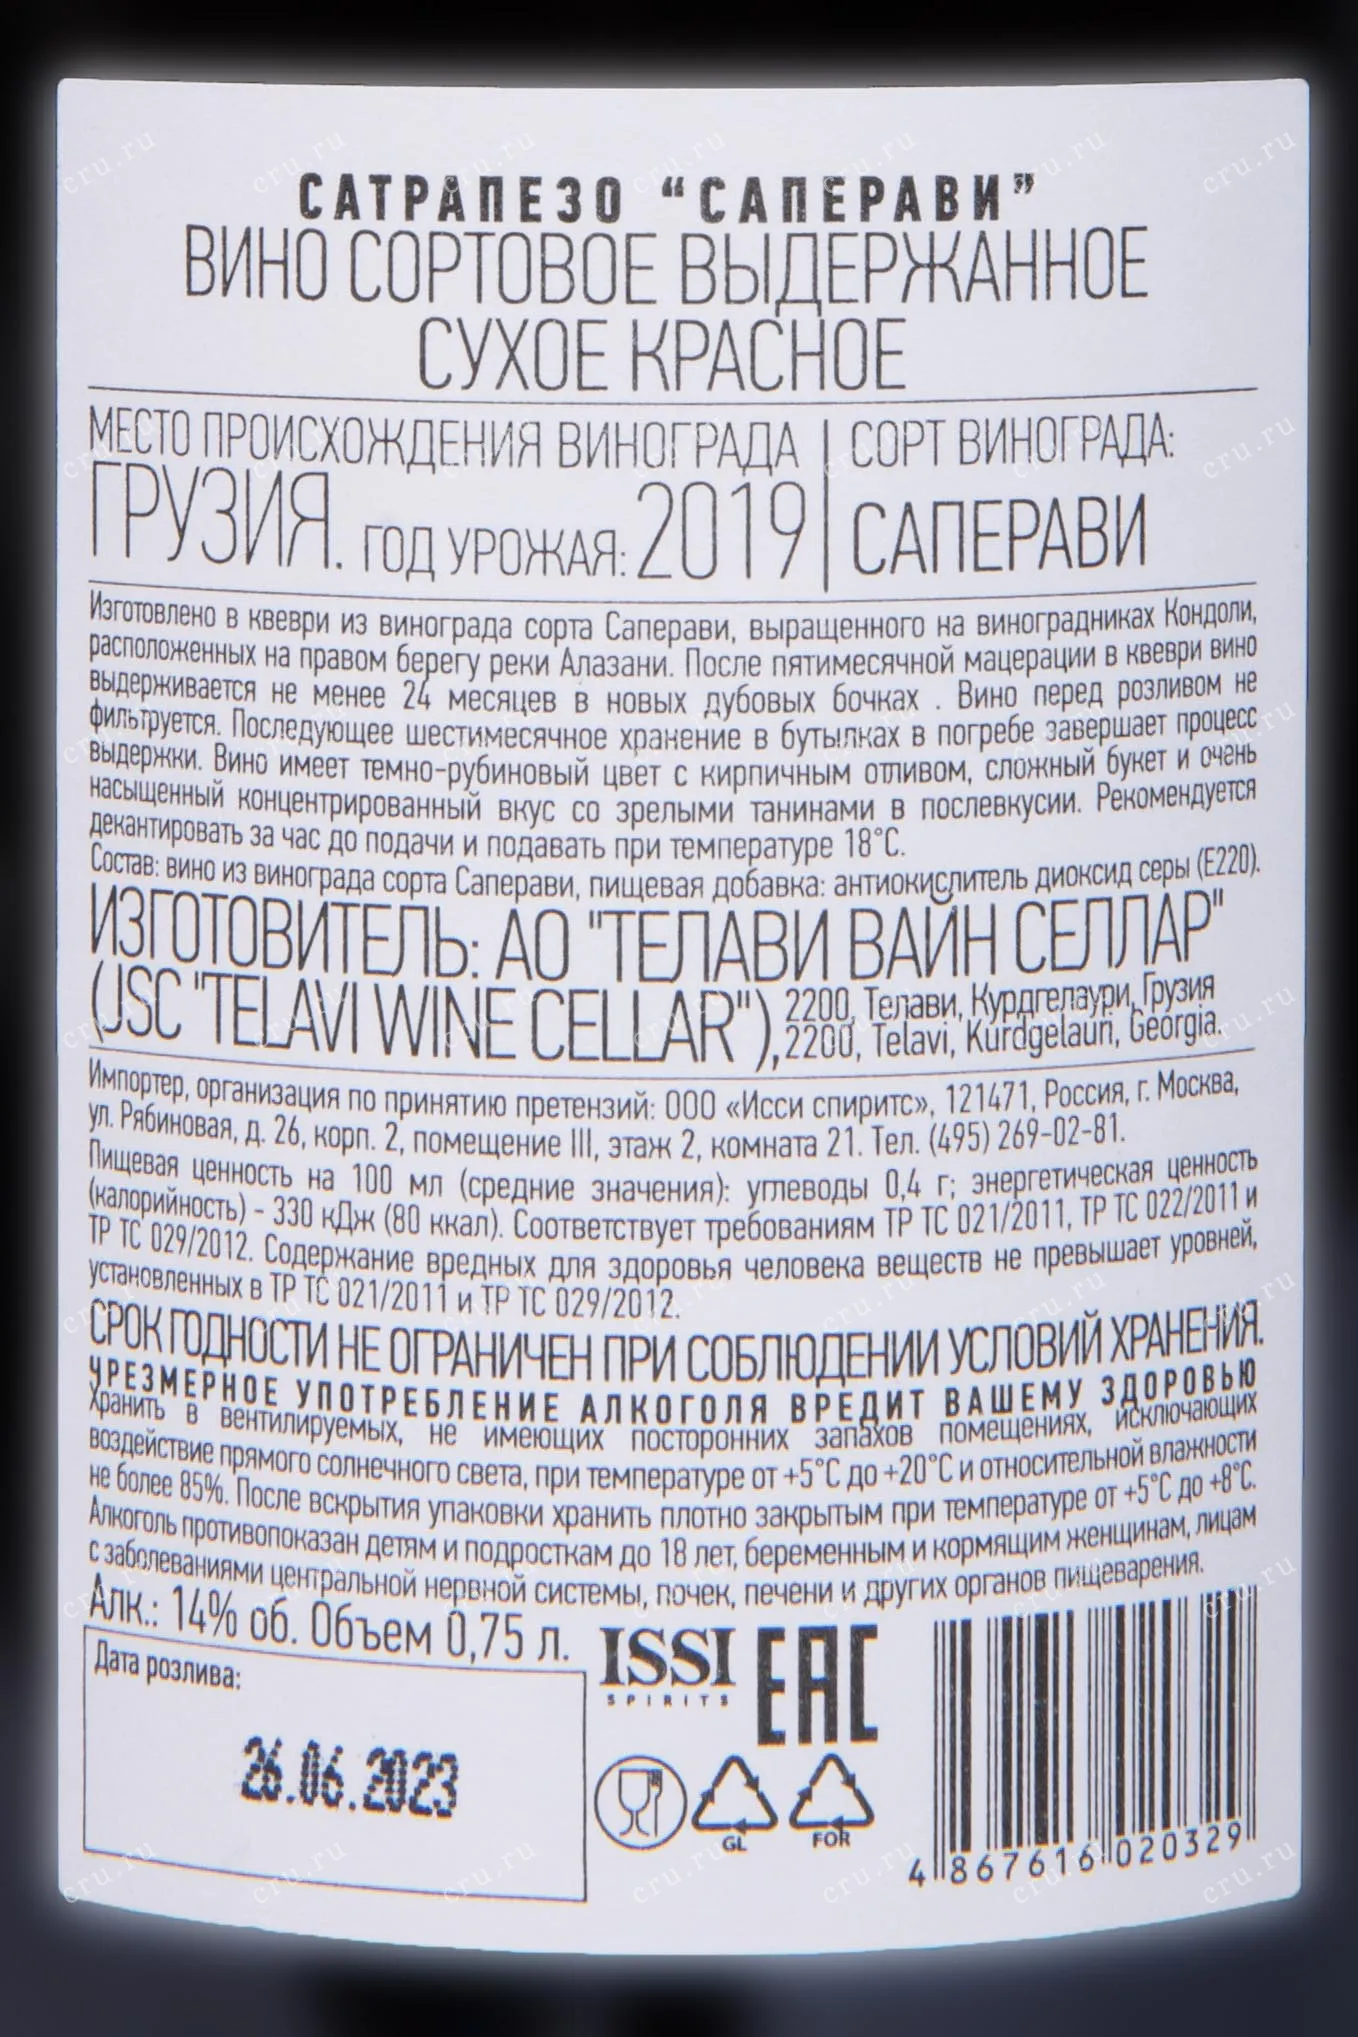 САТРАПЕЗО “САПЕРАВИ”
ВИНО СОРТОВОЕ ВЫДЕРЖАННОЕ
СУХОЕ КРАСНОЕ
МЕСТО ПРОИСХОЖДЕНИЯ ВИНОГРАДА
ГРУЗИЯ. ГОД УРОЖАЯ: 2019
СОРТ ВИНОГРАДА:
САПЕРАВИ
Изготовлено в квеври из винограда сорта Саперави, выращенного на виноградниках Кондоли,
расположенных на правом берегу реки Алазани. После пятимесячной мацерации в квеври вино
выдерживается не менее 24 месяцев в новых дубовых бочках . Вино перед розливом не
фильтруется. Последующее шестимесячное хранение в бутылках в погребе завершает процесс
выдержки. Вино имеет темно-рубиновый цвет с кирпичным отливом, сложный букет и очень
насыщенный концентрированный вкус со зрелыми танинами в послевкусии. Рекомендуется
декантировать за час до подачи и подавать при температуре 18°С.
Состав: вино из винограда сорта Саперави, пищевая добавка: антиокислитель диоксид серы (Е220).
ИЗГОТОВИТЕЛЬ: АО "ТЕЛАВИ ВАЙН СЕЛЛАР"
(JSC "TELAVI WINE CELLAR"), 2200, Телави, Курдгелаури, Грузия
2200, Telavi, Kurdgelauri, Georgia.
Импортер, организация по принятию претензий: ООО «Исси спиритс», 121471, Россия, г. Москва,
ул. Рябиновая, д. 26, корп. 2, помещение III, этаж 2, комната 21. Тел. (495) 269-02-81.
Пищевая ценность на 100 мл (средние значения): углеводы 0,4 г; энергетическая ценность
(калорийность) - 330 кДж (80 ккал). Соответствует требованиям ТР ТС 021/2011, ТР ТС 022/2011 и
ТР ТС 029/2012. Содержание вредных для здоровья человека веществ не превышает уровней,
установленных в ТР ТС 021/2011 и ТР ТС 029/2012.
СРОК ГОДНОСТИ НЕ ОГРАНИЧЕН ПРИ СОБЛЮДЕНИИ УСЛОВИЙ ХРАНЕНИЯ.
ЧРЕЗМЕРНОЕ УПОТРЕБЛЕНИЕ АЛКОГОЛЯ ВРЕДИТ ВАШЕМУ ЗДОРОВЬЮ
Хранить в вентилируемых, не имеющих посторонних запахов помещениях, исключающих
воздействие прямого солнечного света, при температуре от +5°С до +20°С и относительной влажности
не более 85%. После вскрытия упаковки хранить плотно закрытым при температуре от +5°С до +8°С.
Алкоголь противопоказан детям и подросткам до 18 лет, беременным и кормящим женщинам, лицам
с заболеваниями центральной нервной системы, почек, печени и других органов пищеварения.
Алк.: 14% об. Объем 0,75 л.
Дата розлива:
26.06.2023
ISSI
SPIRITS
EAC
GL
FOR
4 867616 020329
cru.ru